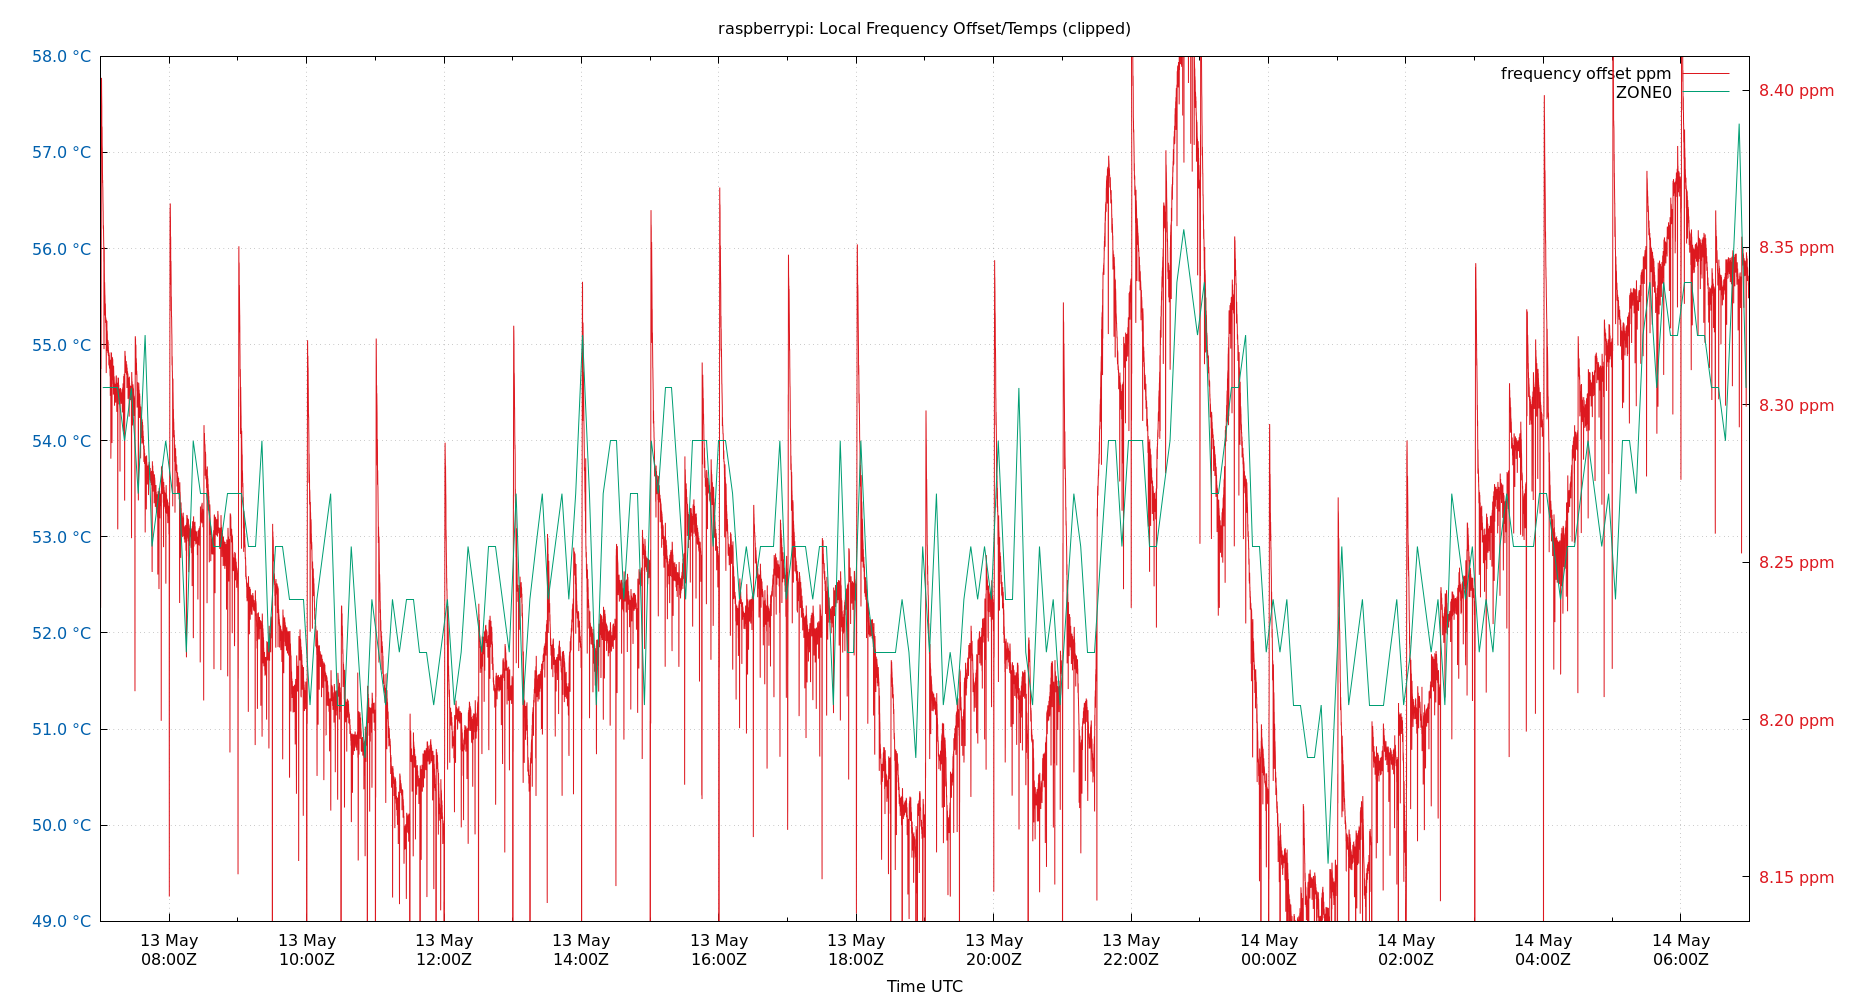 raspberrypi: Local Frequency Offset/Temps (clipped)
58.0 °C
57.0 °C
56.0 °C
55.0 °C
54.0 °C
53.0 °C
52.0 °C
51.0 °C
50.0 °C
49.0 °C
frequency offset ppm
ZONE0
8.40 ppm
8.35 ppm
8.30 ppm
8.25 ppm
8.20 ppm
8.15 ppm
13 May
08:00Z
13 May
10:00Z
13 May
12:00Z
13 May
14:00Z
13 May
16:00Z
13 May
18:00Z
13 May
20:00Z
13 May
22:00Z
14 May
00:00Z
14 May
02:00Z
14 May
04:00Z
14 May
06:00Z
Time UTC